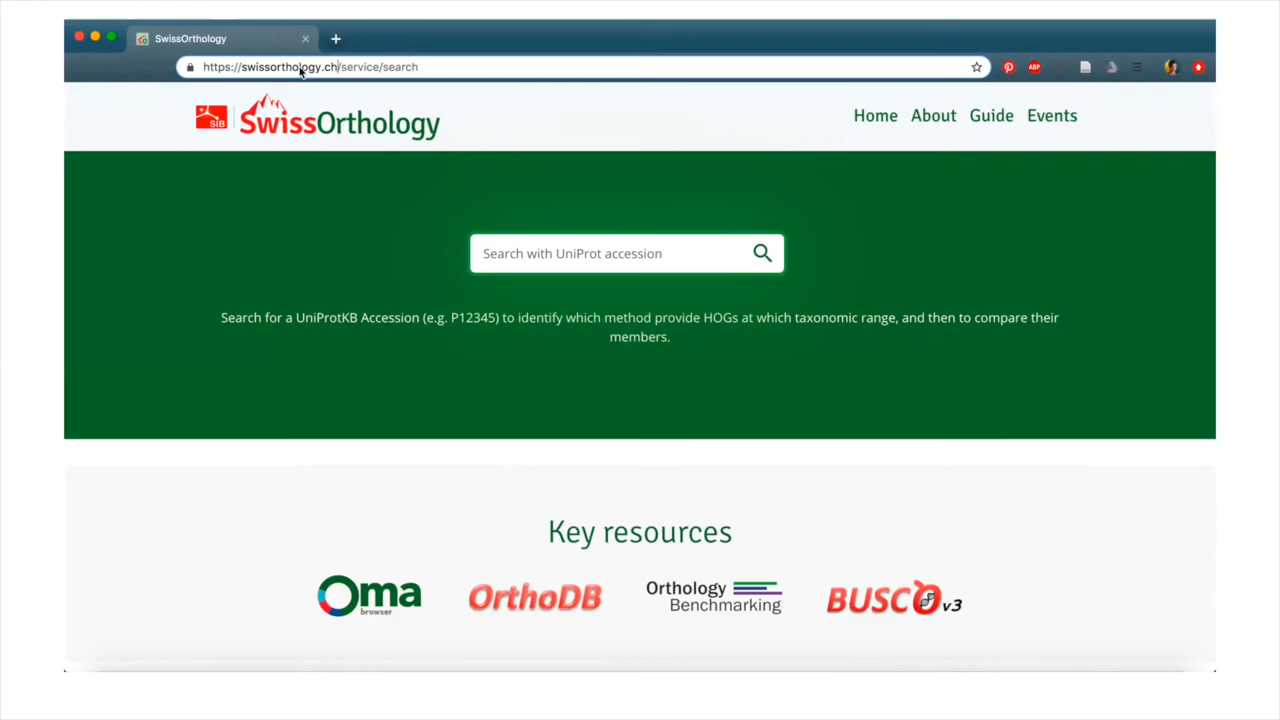 SwissOrthology
https://swissorthology.ch/service/search
ABP
SIB
SwissOrthology
Home About Guide Events
Search with UniProt accession
Search for a UniProtKB Accession (e.g. P12345) to identify which method provide HOGs at which taxonomic range, and then to compare their
members.
Key resources
Oma
browser
OrthoDB
Orthology
Benchmarking
BUSCO v3